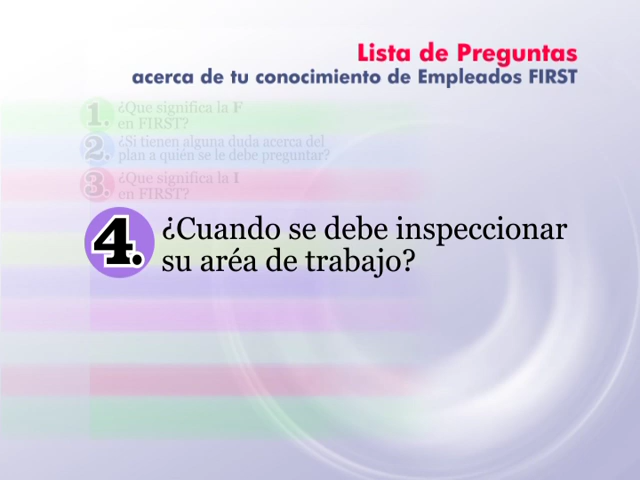 Lista de Preguntas
acerca de tu conocimiento de Empleados FIRST
1. ¿Que significa la F
en FIRST?
2. ¿Si tienen alguna duda acerca del
plan a quién se le debe preguntar?
3. ¿Que significa la I
en FIRST?
4. ¿Cuando se debe inspeccionar
su aréa de trabajo?